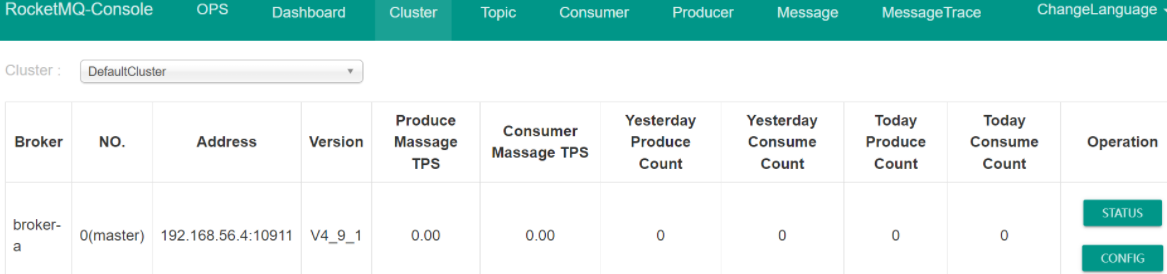 RocketMQ-Console OPS Dashboard Cluster Topic Consumer Producer Message MessageTrace ChangeLanguage
Cluster : DefaultCluster
Broker NO. Address Version Produce Massage TPS Consumer Massage TPS Yesterday Produce Count Yesterday Consume Count Today Produce Count Today Consume Count Operation
broker-a 0(master) 192.168.56.4:10911 V4_9_1 0.00 0.00 0 0 0 0 STATUS
CONFIG